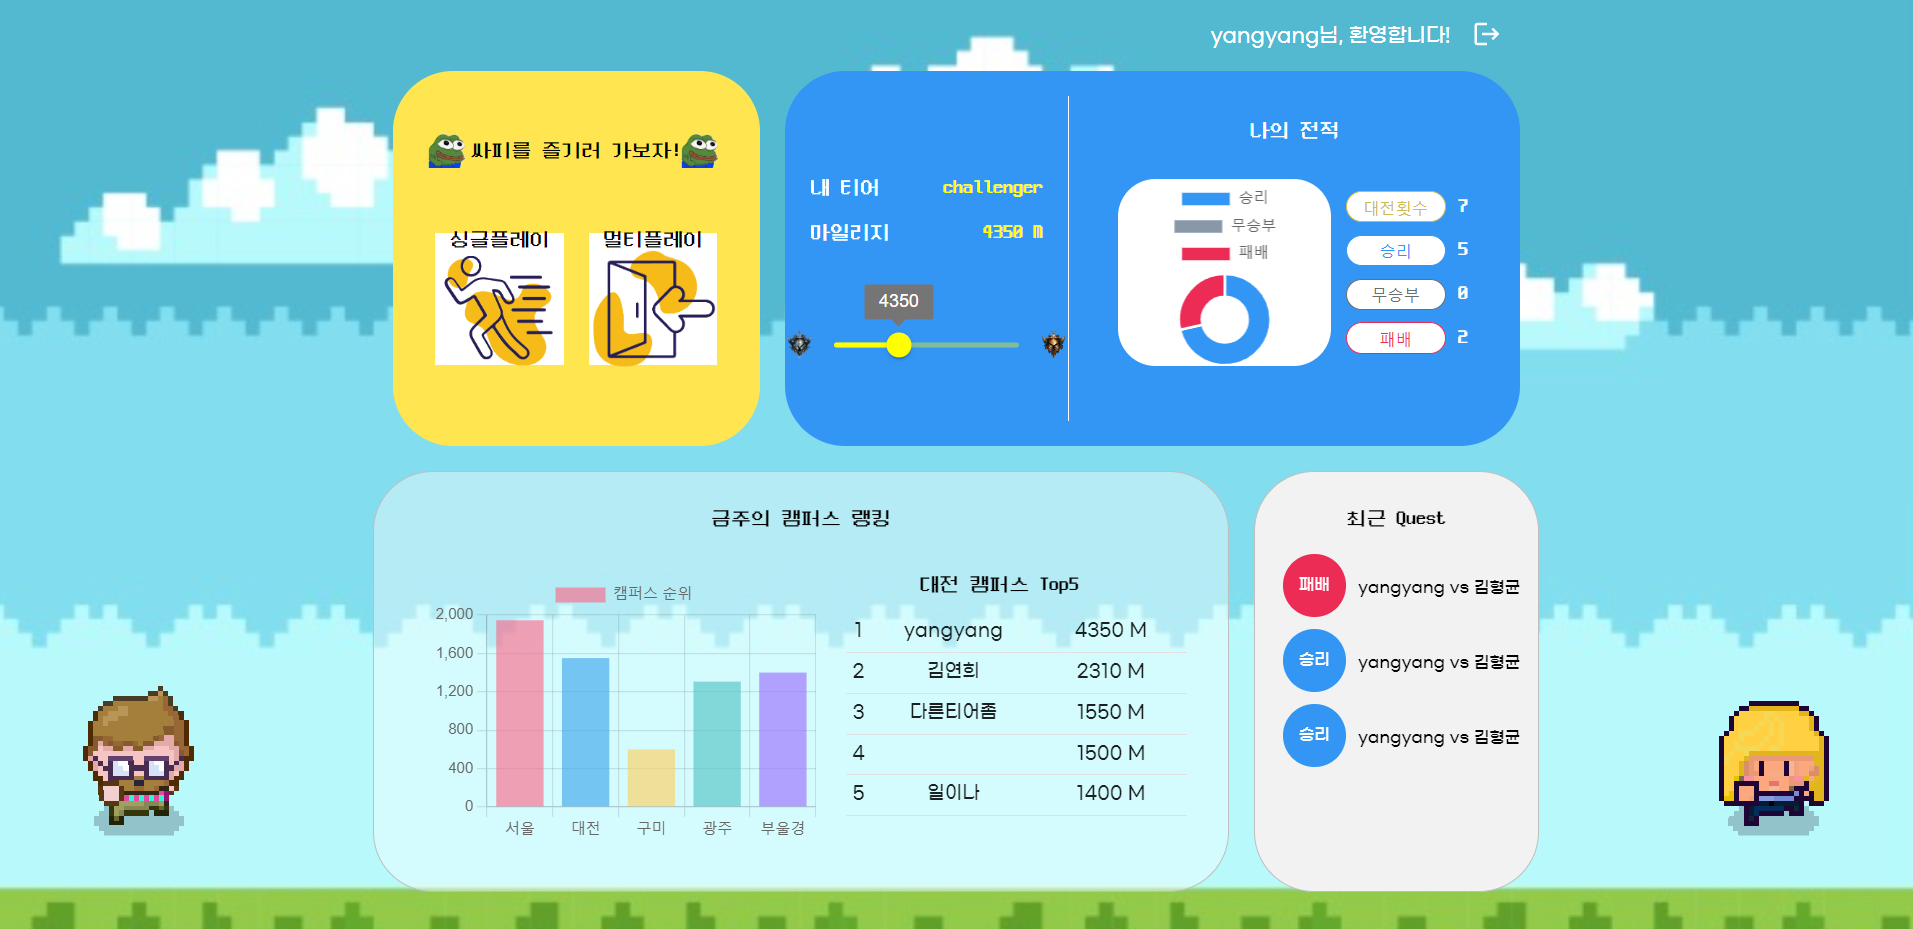 yangyang님, 환영합니다!
싸피를 즐기러 가보자!
싱글플레이
멀티플레이
내 티어 challenger
마일리지 4350 M
4350
나의 전적
승리
무승부
패배
대전횟수 7
승리 5
무승부 0
패배 2
금주의 캠퍼스 랭킹
캠퍼스 순위
2,000
1,600
1,200
800
400
0
서울 대전 구미 광주 부울경
대전 캠퍼스 Top5
1 yangyang 4350 M
2 김연희 2310 M
3 다른티어좀 1550 M
4 1500 M
5 일이나 1400 M
최근 Quest
패배 yangyang vs 김형균
승리 yangyang vs 김형균
승리 yangyang vs 김형균